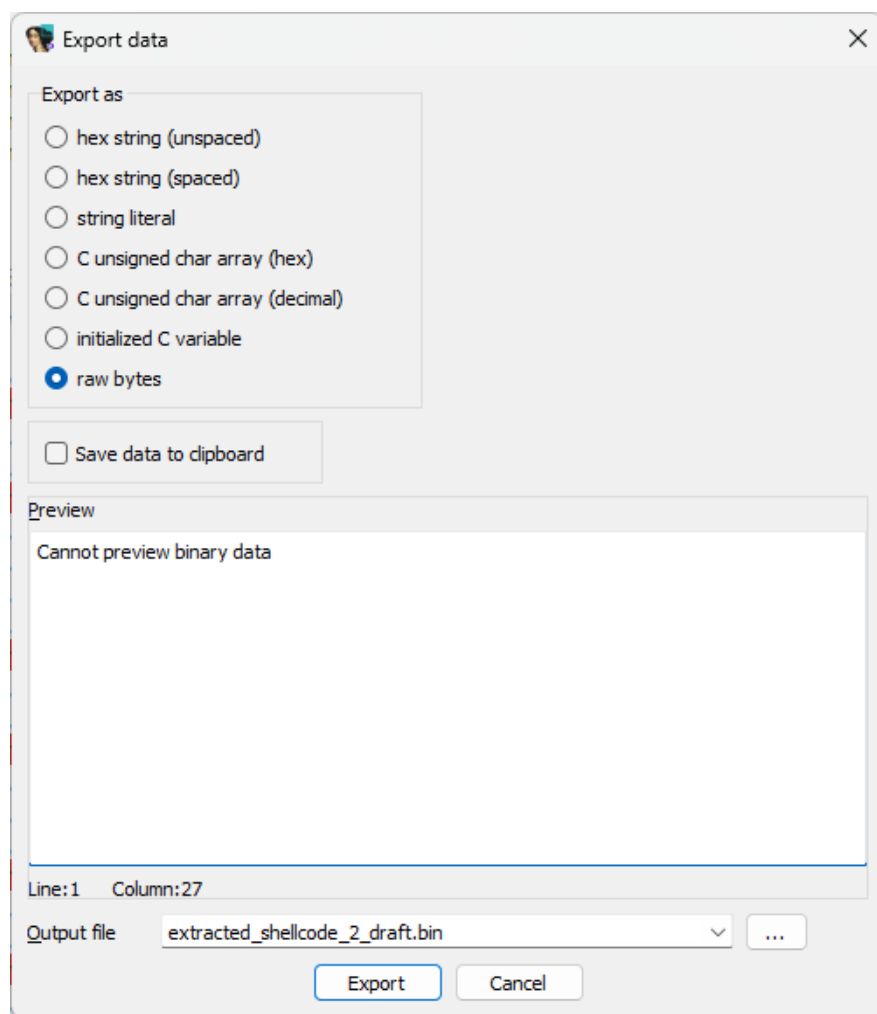 Export data
Export as
hex string (unspaced)
hex string (spaced)
string literal
C unsigned char array (hex)
C unsigned char array (decimal)
initialized C variable
raw bytes
Save data to clipboard
Preview
Cannot preview binary data
Line:1 Column:27
Output file extracted_shellcode_2_draft.bin ...
Export Cancel